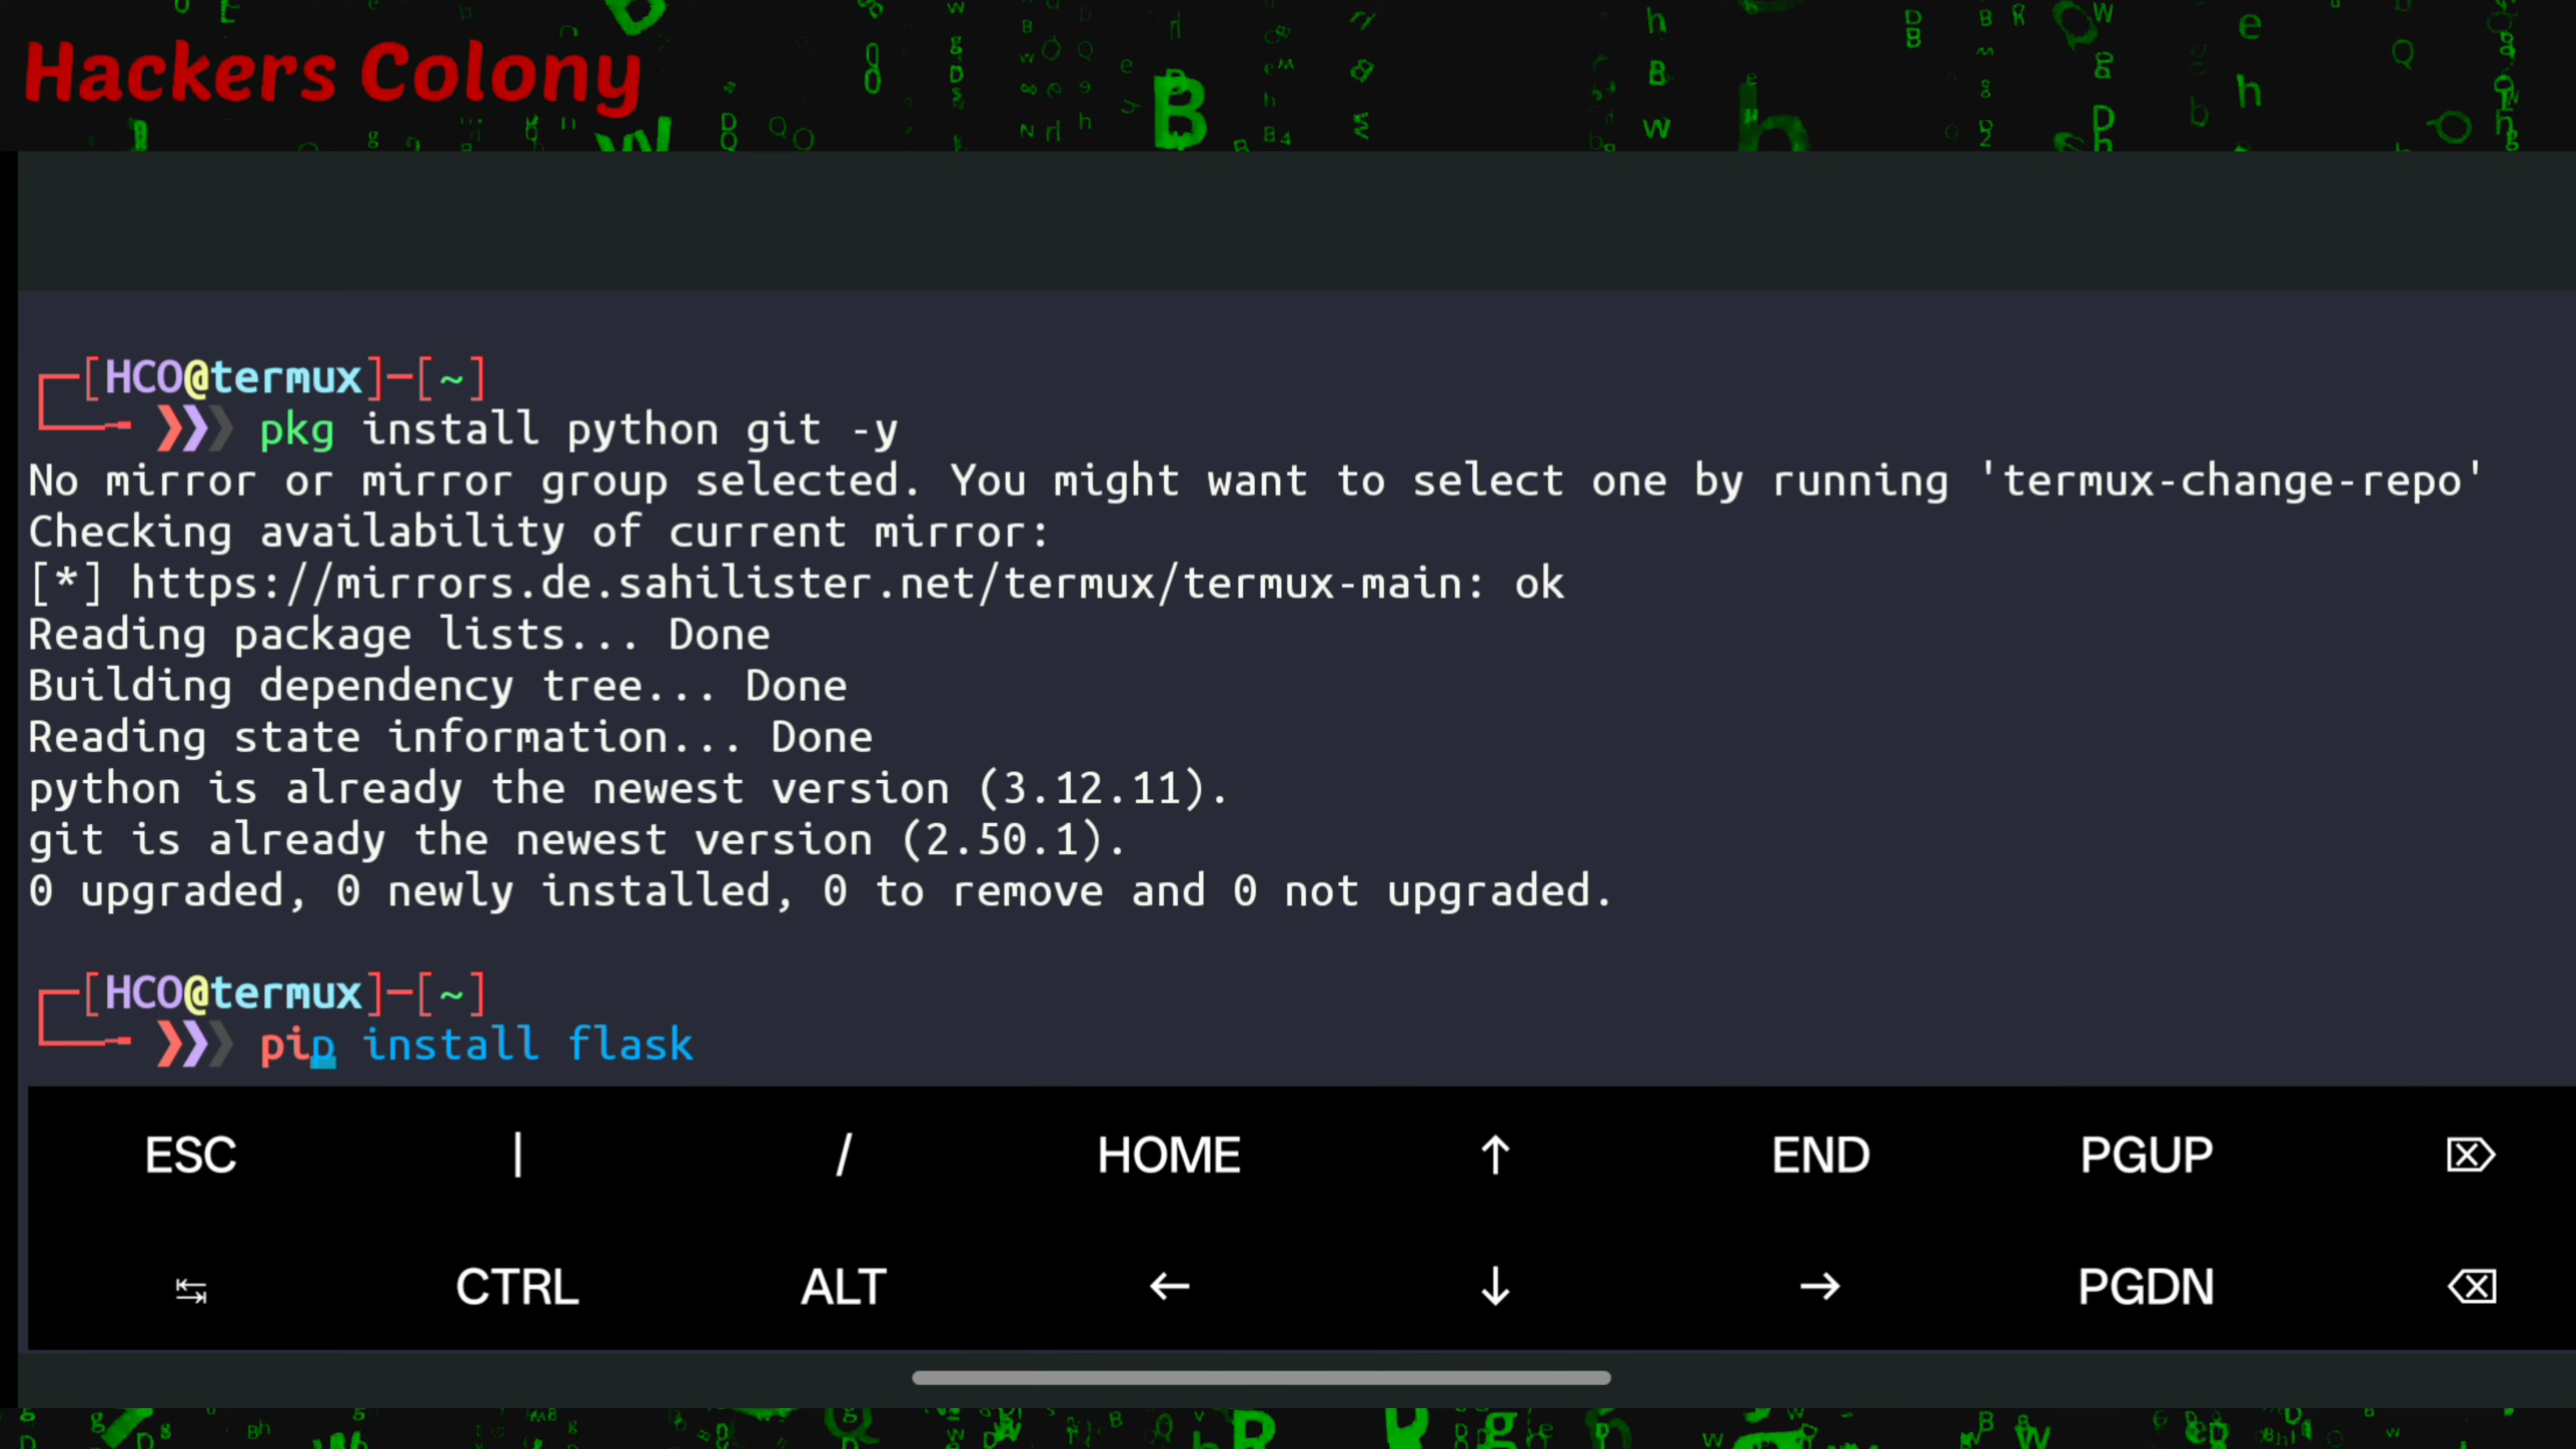 Hackers Colony
[HCO@termux]-[~]
pkg install python git -y
No mirror or mirror group selected. You might want to select one by running 'termux-change-repo'
Checking availability of current mirror:
[*] https://mirrors.de.sahilister.net/termux/termux-main: ok
Reading package lists... Done
Building dependency tree... Done
Reading state information... Done
python is already the newest version (3.12.11).
git is already the newest version (2.50.1).
0 upgraded, 0 newly installed, 0 to remove and 0 not upgraded.
[HCO@termux]-[~]
pip install flask
ESC | / HOME ↑ END PGUP
CTRL ALT ← ↓ → PGDN